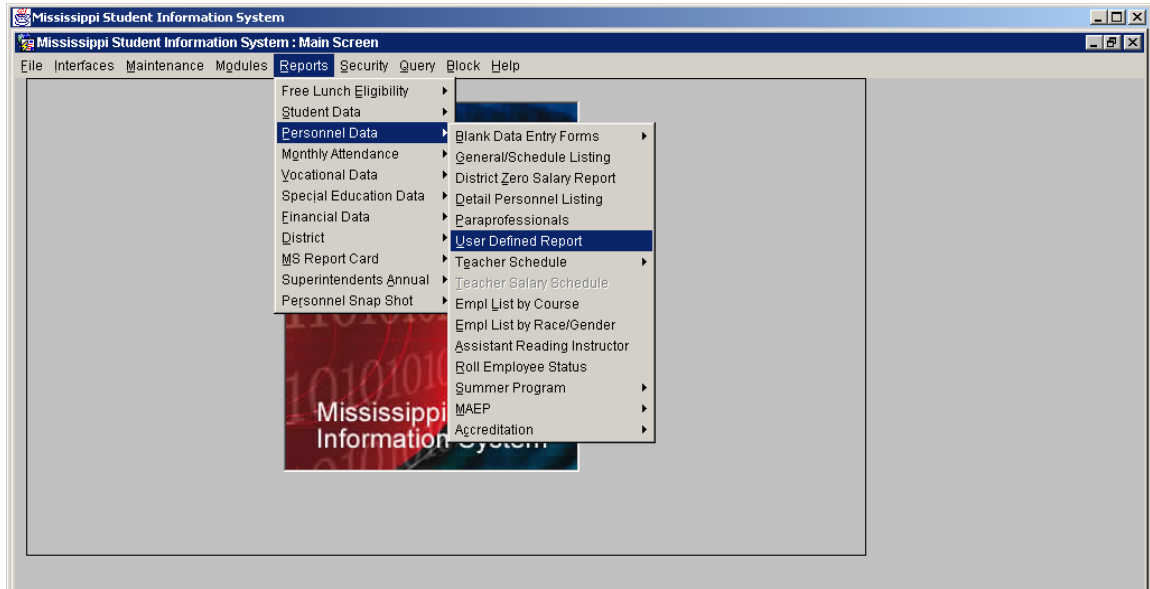 Mississippi Student Information System
Mississippi Student Information System : Main Screen
File Interfaces Maintenance Modules Reports Security Query Block Help
Free Lunch Eligibility
Student Data
Personnel Data
Monthly Attendance
Vocational Data
Special Education Data
Financial Data
District
MS Report Card
Superintendents Annual
Personnel Snap Shot
Blank Data Entry Forms
General/Schedule Listing
District Zero Salary Report
Detail Personnel Listing
Paraprofessionals
User Defined Report
Teacher Schedule
Teacher Salary Schedule
Empl List by Course
Empl List by Race/Gender
Assistant Reading Instructor
Roll Employee Status
Summer Program
MAEP
Accreditation
Mississippi
Information System